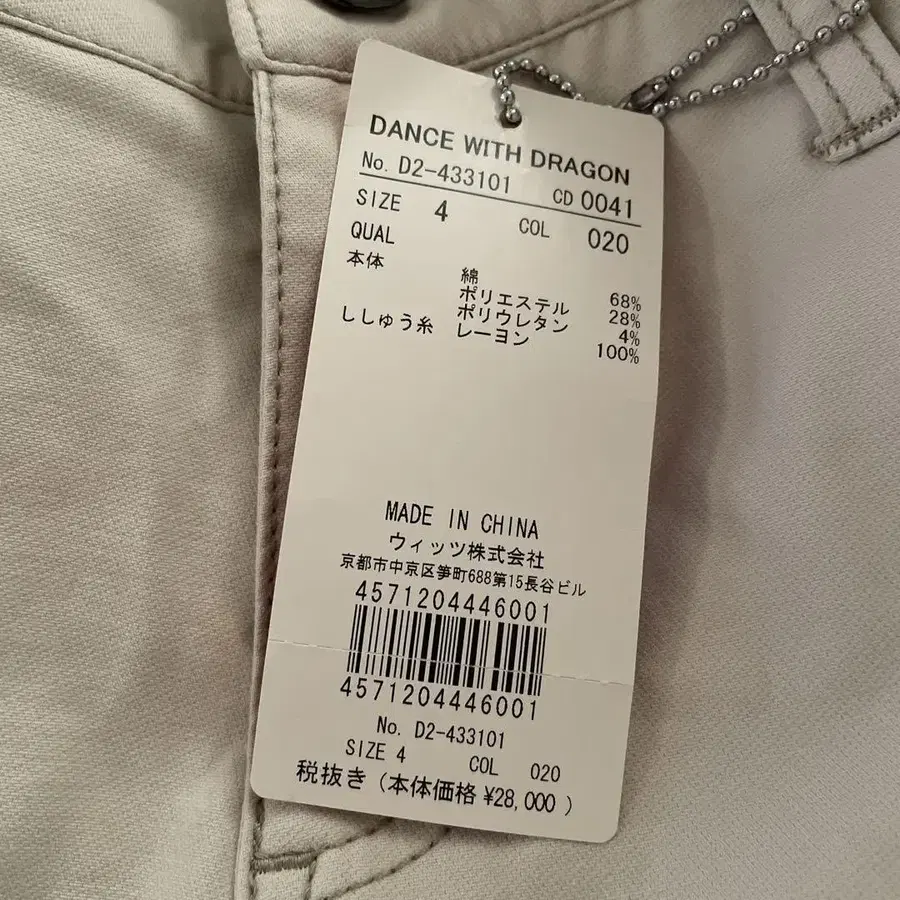 DANCE WITH DRAGON
No. D2-433101 CD 0041
SIZE 4 COL 020
QUAL
本体 綿 68%
ポリエステル 28%
ポリウレタン 4%
ししゅう糸 レーヨン 100%
MADE IN CHINA
ウィッツ株式会社
京都市中京区笋町688第15長谷ビル
4571204446001
4571204446001
No. D2-433101
SIZE 4 COL 020
税抜き（本体価格 ¥28,000 ）